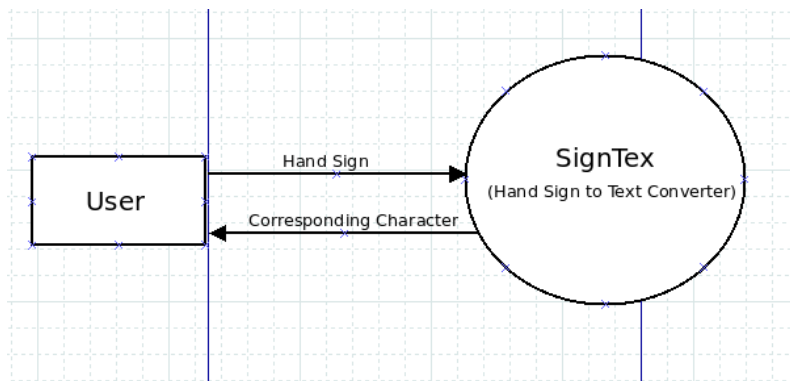 Hand Sign
User
SignTex
(Hand Sign to Text Converter)
Corresponding Character